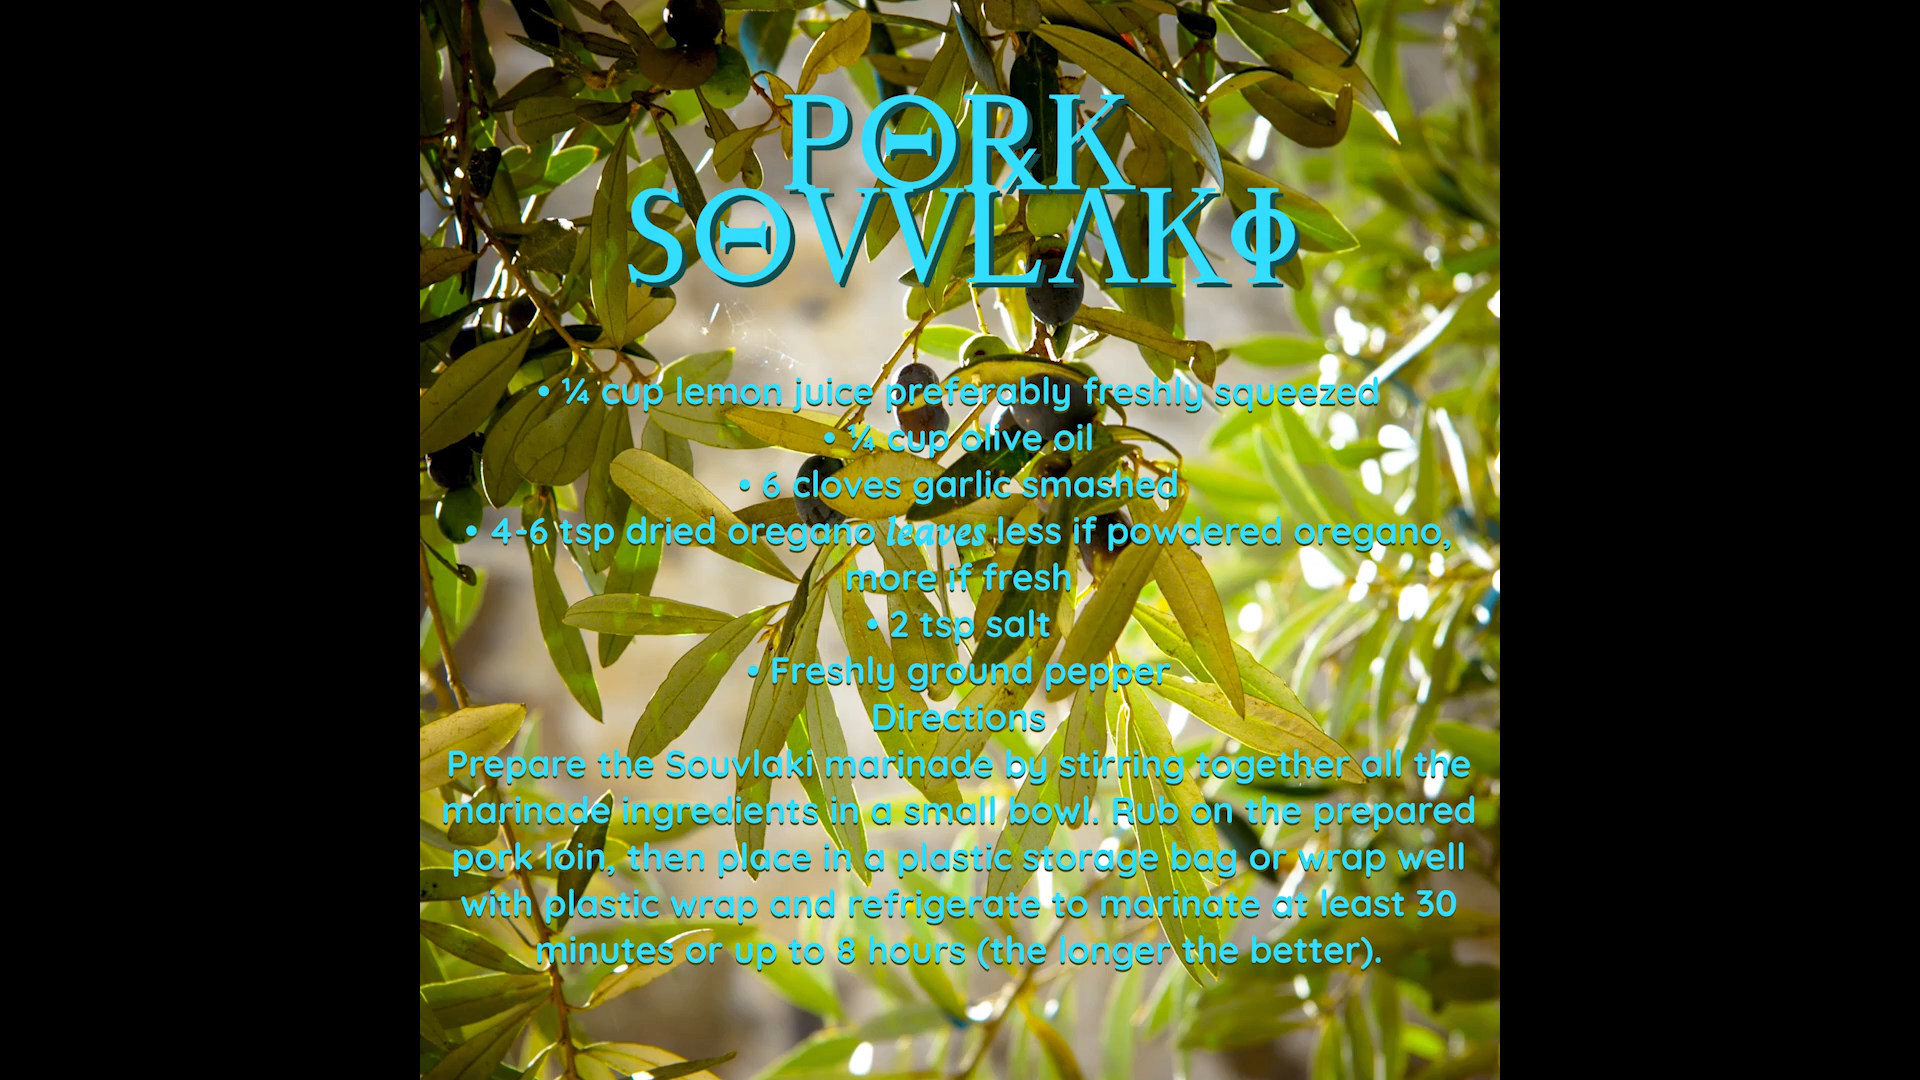 PΘRK
SΘVVLΛKΦ
• ¼ cup lemon juice preferably freshly squeezed
• ¼ cup olive oil
• 6 cloves garlic smashed
• 4-6 tsp dried oregano leaves less if powdered oregano,
more if fresh
• 2 tsp salt
• Freshly ground pepper
Directions
Prepare the Souvlaki marinade by stirring together all the
marinade ingredients in a small bowl. Rub on the prepared
pork loin, then place in a plastic storage bag or wrap well
with plastic wrap and refrigerate to marinate at least 30
minutes or up to 8 hours (the longer the better).